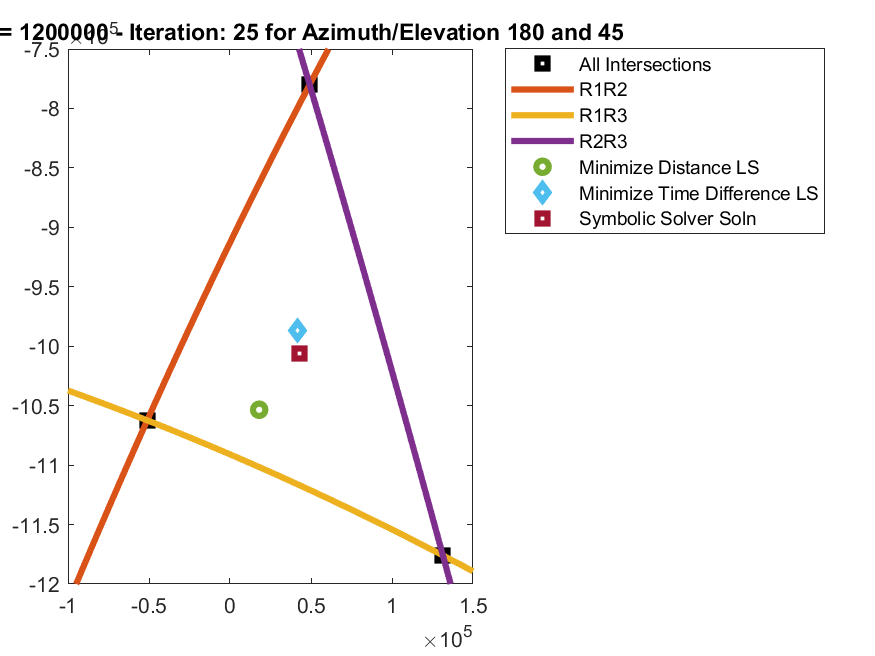 = 1200000 - Iteration: 25 for Azimuth/Elevation 180 and 45
×10^5
-7.5
-8
-8.5
-9
-9.5
-10
-10.5
-11
-11.5
-12
-1
-0.5
0
0.5
1
1.5
×10^5
All Intersections
R1R2
R1R3
R2R3
Minimize Distance LS
Minimize Time Difference LS
Symbolic Solver Soln